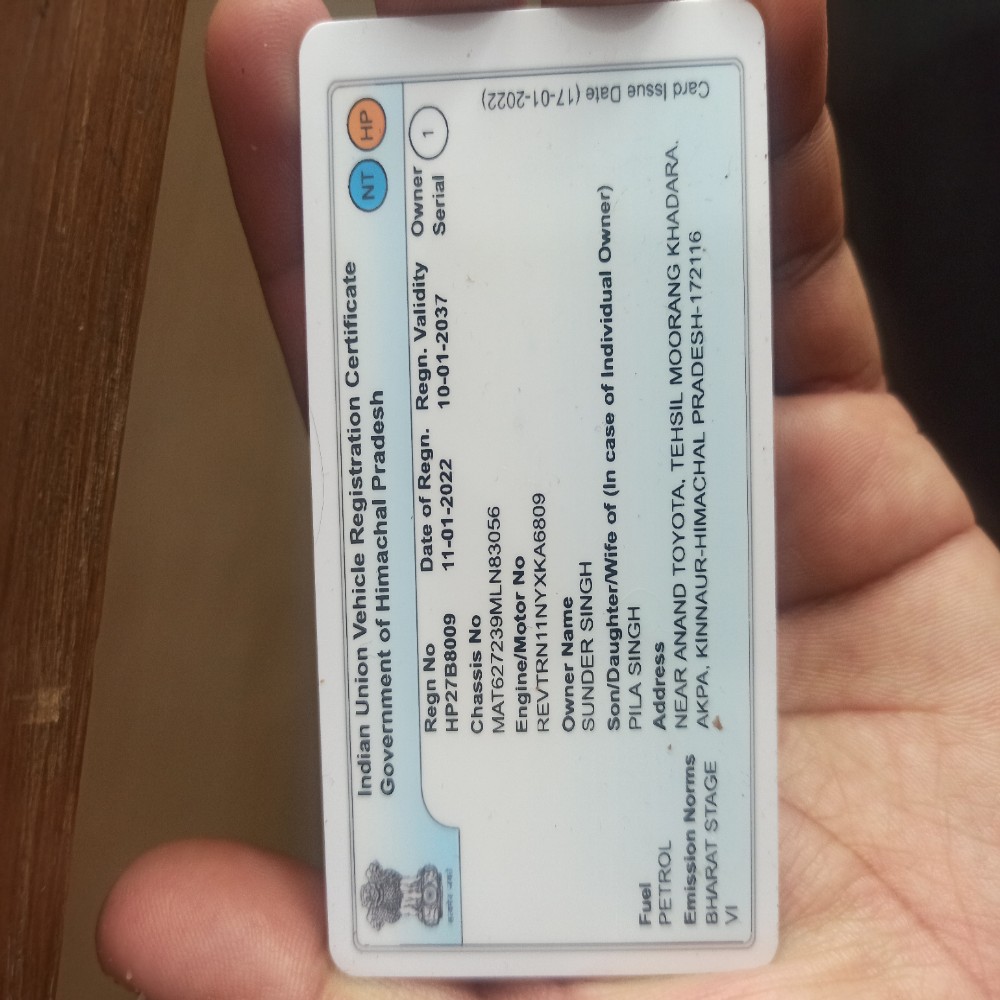 Indian Union Vehicle Registration Certificate
Government of Himachal Pradesh
NT HP
Regn No Date of Regn. Regn. Validity Owner Serial
HP27B8009 11-01-2022 10-01-2037 1
Chassis No
MAT627239MLN83056
Engine/Motor No
REVTRN11NYXKA6809
Owner Name
SUNDER SINGH
Son/Daughter/Wife of (In case of Individual Owner)
PILA SINGH
Address
NEAR ANAND TOYOTA, TEHSIL MOORANG KHADARA,
AKPA, KINNAUR-HIMACHAL PRADESH-172116
Fuel
PETROL
Emission Norms
BHARAT STAGE
VI
Card Issue Date (17-01-2022)